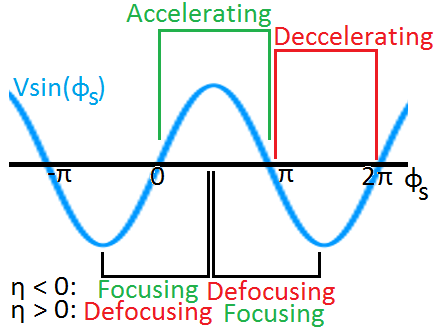 Accelerating
Deccelerating
Vsin(ϕs)
-π 0 π 2π ϕs
η < 0: Focusing Defocusing
η > 0: Defocusing Focusing